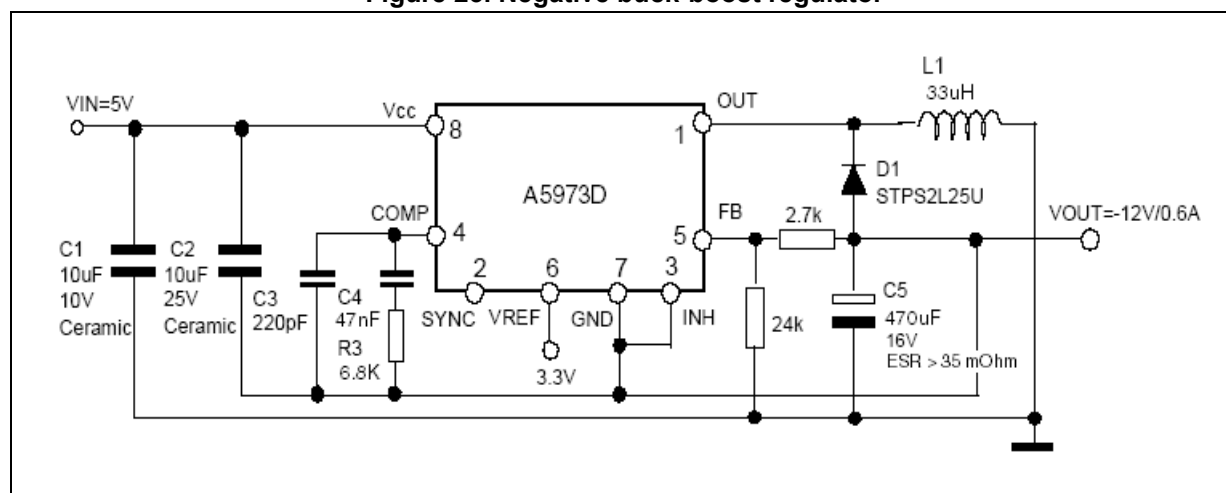 Figure 20. Negative buck-boost regulator
VIN=5V
Vcc
8
OUT
1
L1
33uH
A5973D
D1
STPS2L25U
COMP
4
FB
5
2.7k
VOUT=-12V/0.6A
C1
10uF
10V
Ceramic
C2
10uF
25V
Ceramic
C3
220pF
C4
47nF
R3
6.8K
2
SYNC
6
VREF
3.3V
7
GND
3
INH
24k
C5
470uF
16V
ESR > 35 mOhm